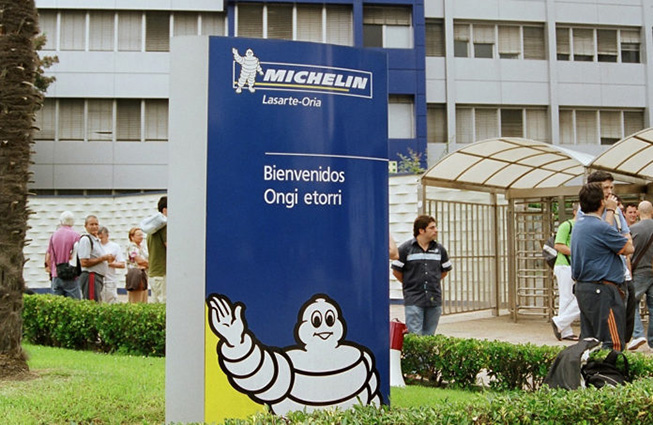 MICHELIN
Lasarte-Oria
Bienvenidos
Ongi etorri